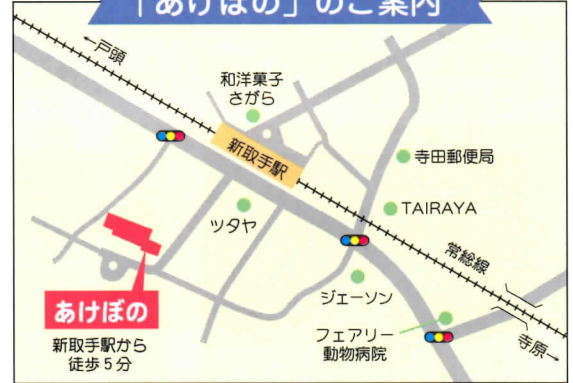 「あけぼの」のご案内
←戸頭
和洋菓子
さがら
新取手駅
寺田郵便局
TAIRAYA
ツタヤ
常総線
ジェーソン
あけぼの
新取手駅から
徒歩5分
フェアリー
動物病院
寺原→